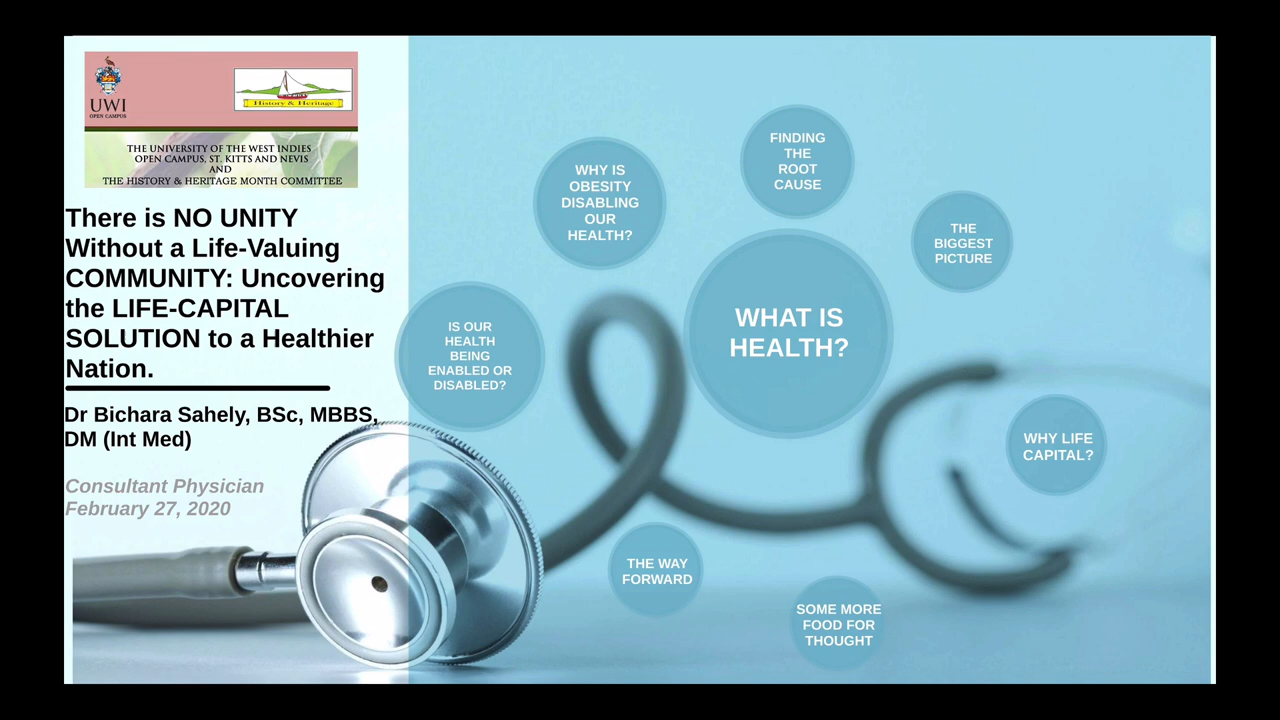 UWI
OPEN CAMPUS
History & Heritage
THE UNIVERSITY OF THE WEST INDIES
OPEN CAMPUS, ST. KITTS AND NEVIS
AND
THE HISTORY & HERITAGE MONTH COMMITTEE
There is NO UNITY
Without a Life-Valuing
COMMUNITY: Uncovering
the LIFE-CAPITAL
SOLUTION to a Healthier
Nation.
Dr Bichara Sahely, BSc, MBBS,
DM (Int Med)
Consultant Physician
February 27, 2020
WHAT IS
HEALTH?
IS OUR
HEALTH
BEING
ENABLED OR
DISABLED?
WHY IS
OBESITY
DISABLING
OUR
HEALTH?
FINDING
THE
ROOT
CAUSE
THE
BIGGEST
PICTURE
WHY LIFE
CAPITAL?
SOME MORE
FOOD FOR
THOUGHT
THE WAY
FORWARD